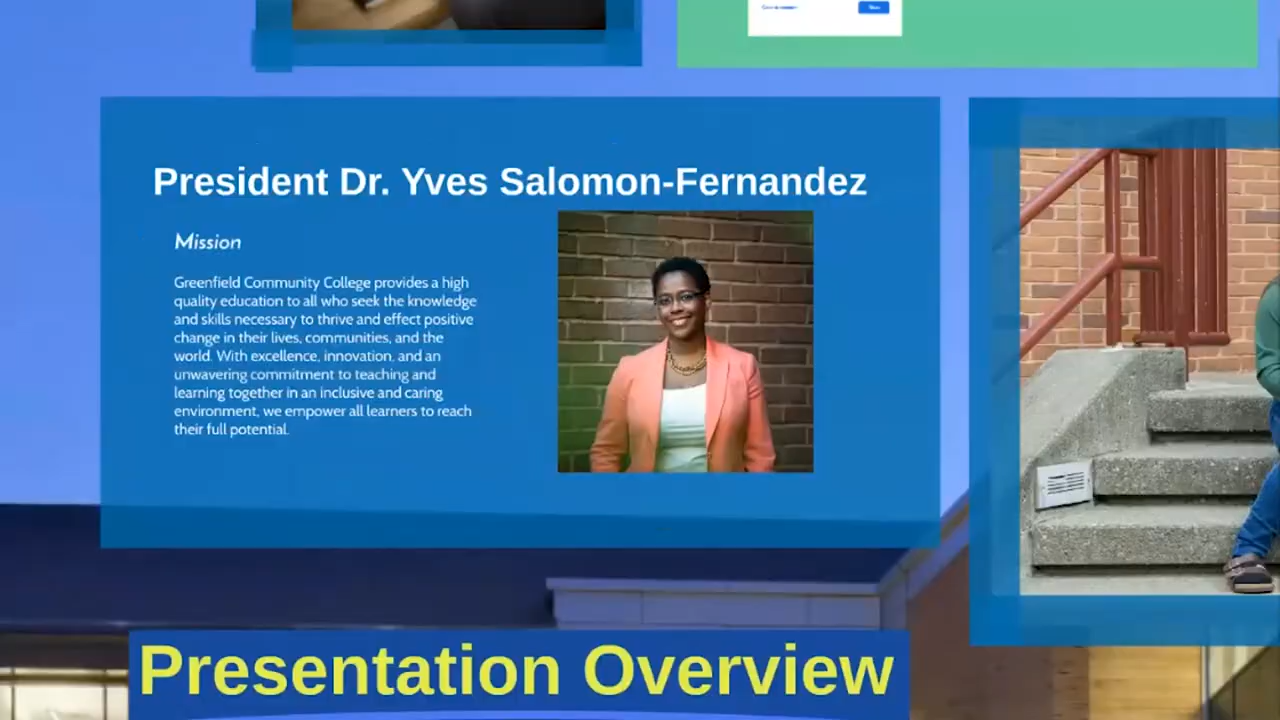 President Dr. Yves Salomon-Fernandez
Mission
Greenfield Community College provides a high
quality education to all who seek the knowledge
and skills necessary to thrive and effect positive
change in their lives, communities, and the
world. With excellence, innovation, and an
unwavering commitment to teaching and
learning together in an inclusive and caring
environment, we empower all learners to reach
their full potential.
Presentation Overview